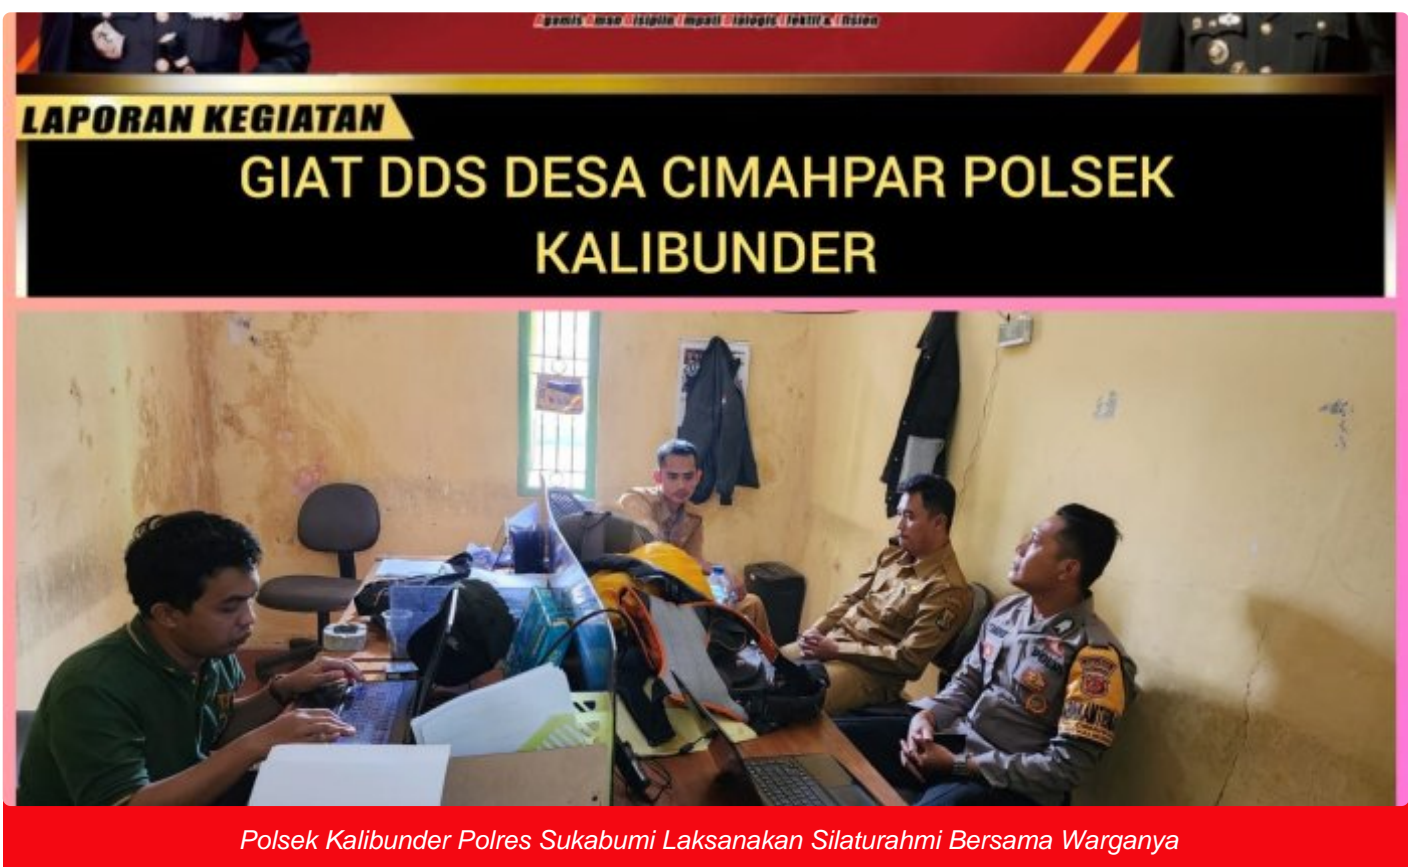 LAPORAN KEGIATAN
GIAT DDS DESA CIMAHPAR POLSEK
KALIBUNDER
Polsek Kalibunder Polres Sukabumi Laksanakan Silaturahmi Bersama Warganya